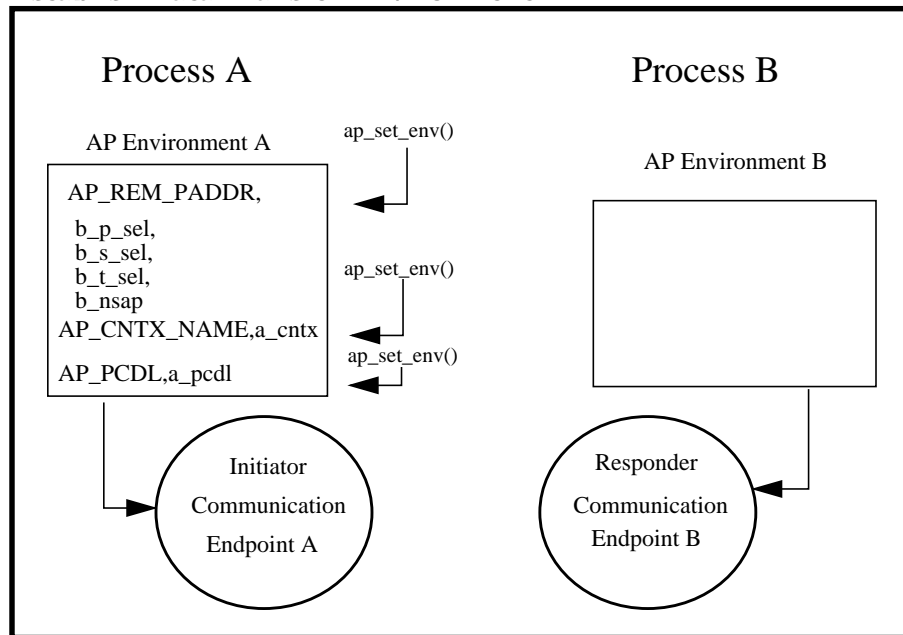 Process A
Process B
ap_set_env()
AP Environment A
AP Environment B
AP_REM_PADDR,
b_p_sel,
b_s_sel,
b_t_sel,
b_nsap
ap_set_env()
AP_CNTX_NAME,a_cntx
ap_set_env()
AP_PCDL,a_pcdl
Initiator
Communication
Endpoint A
Responder
Communication
Endpoint B